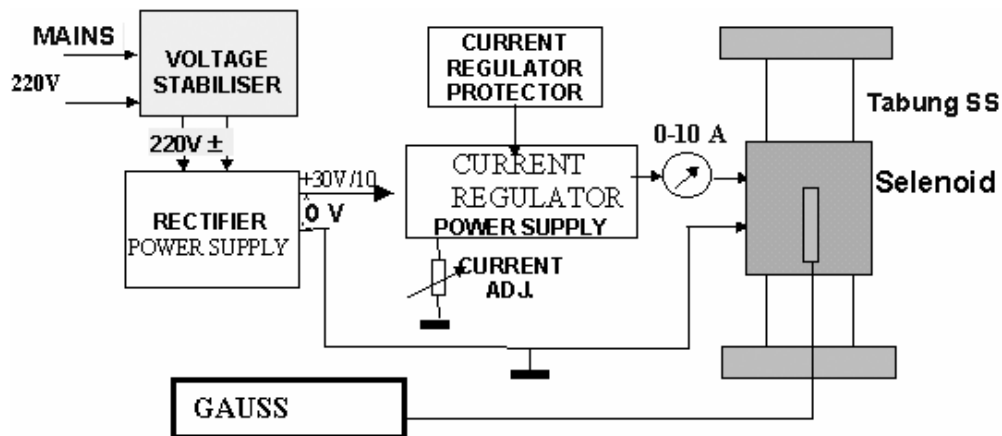 MAINS
220V
VOLTAGE
STABILISER
220V ±
RECTIFIER
POWER SUPPLY
+30V/10
0 V
CURRENT
REGULATOR
PROTECTOR
CURRENT
REGULATOR
POWER SUPPLY
CURRENT
ADJ.
0-10 A
Tabung SS
Selenoid
GAUSS